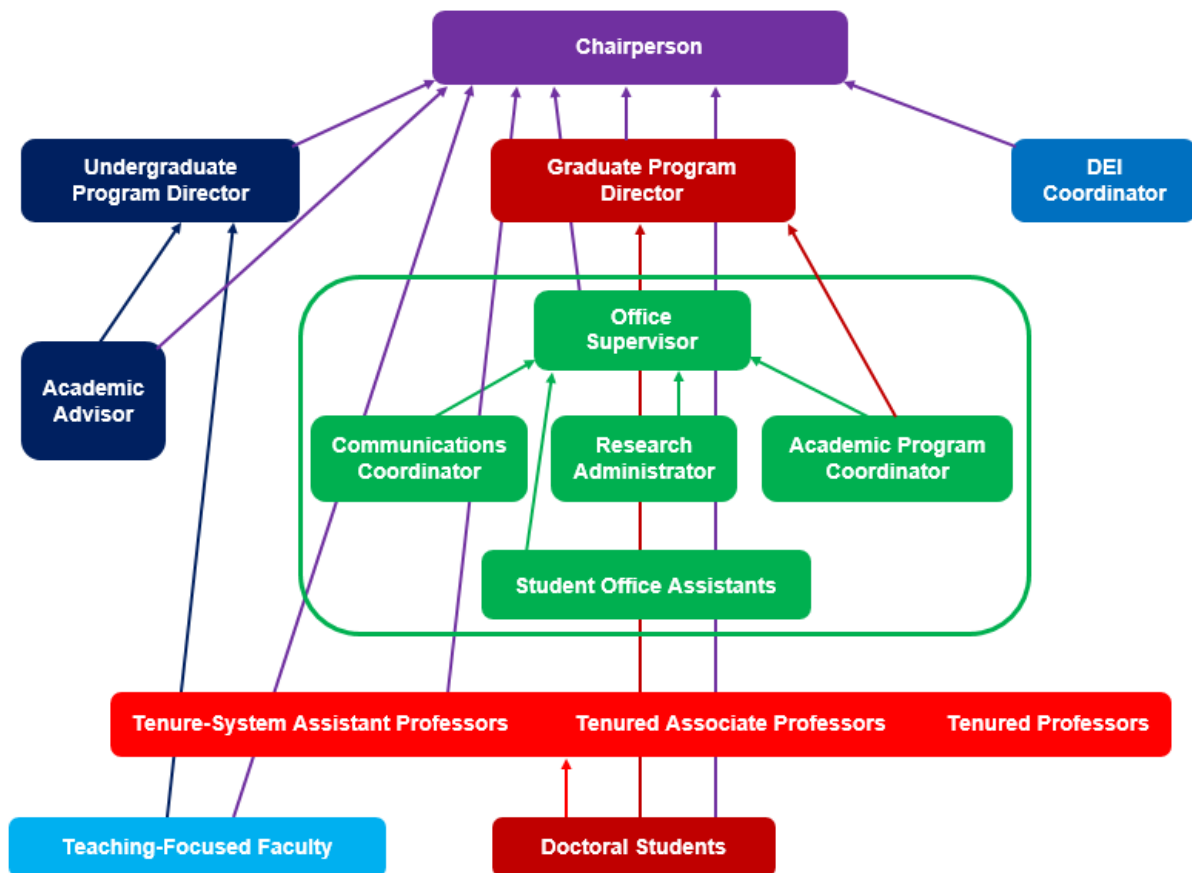 Chairperson
Undergraduate
Program Director
Graduate Program
Director
DEI
Coordinator
Office
Supervisor
Academic
Advisor
Communications
Coordinator
Research
Administrator
Academic Program
Coordinator
Student Office Assistants
Tenure-System Assistant Professors Tenured Associate Professors Tenured Professors
Teaching-Focused Faculty
Doctoral Students